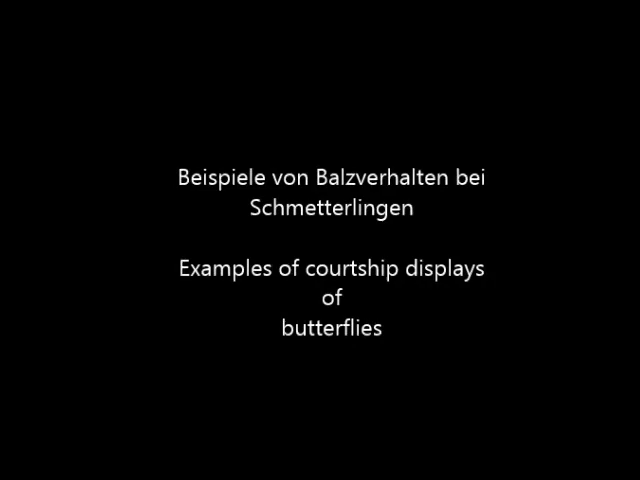 Beispiele von Balzverhalten bei
Schmetterlingen
Examples of courtship displays
of
butterflies